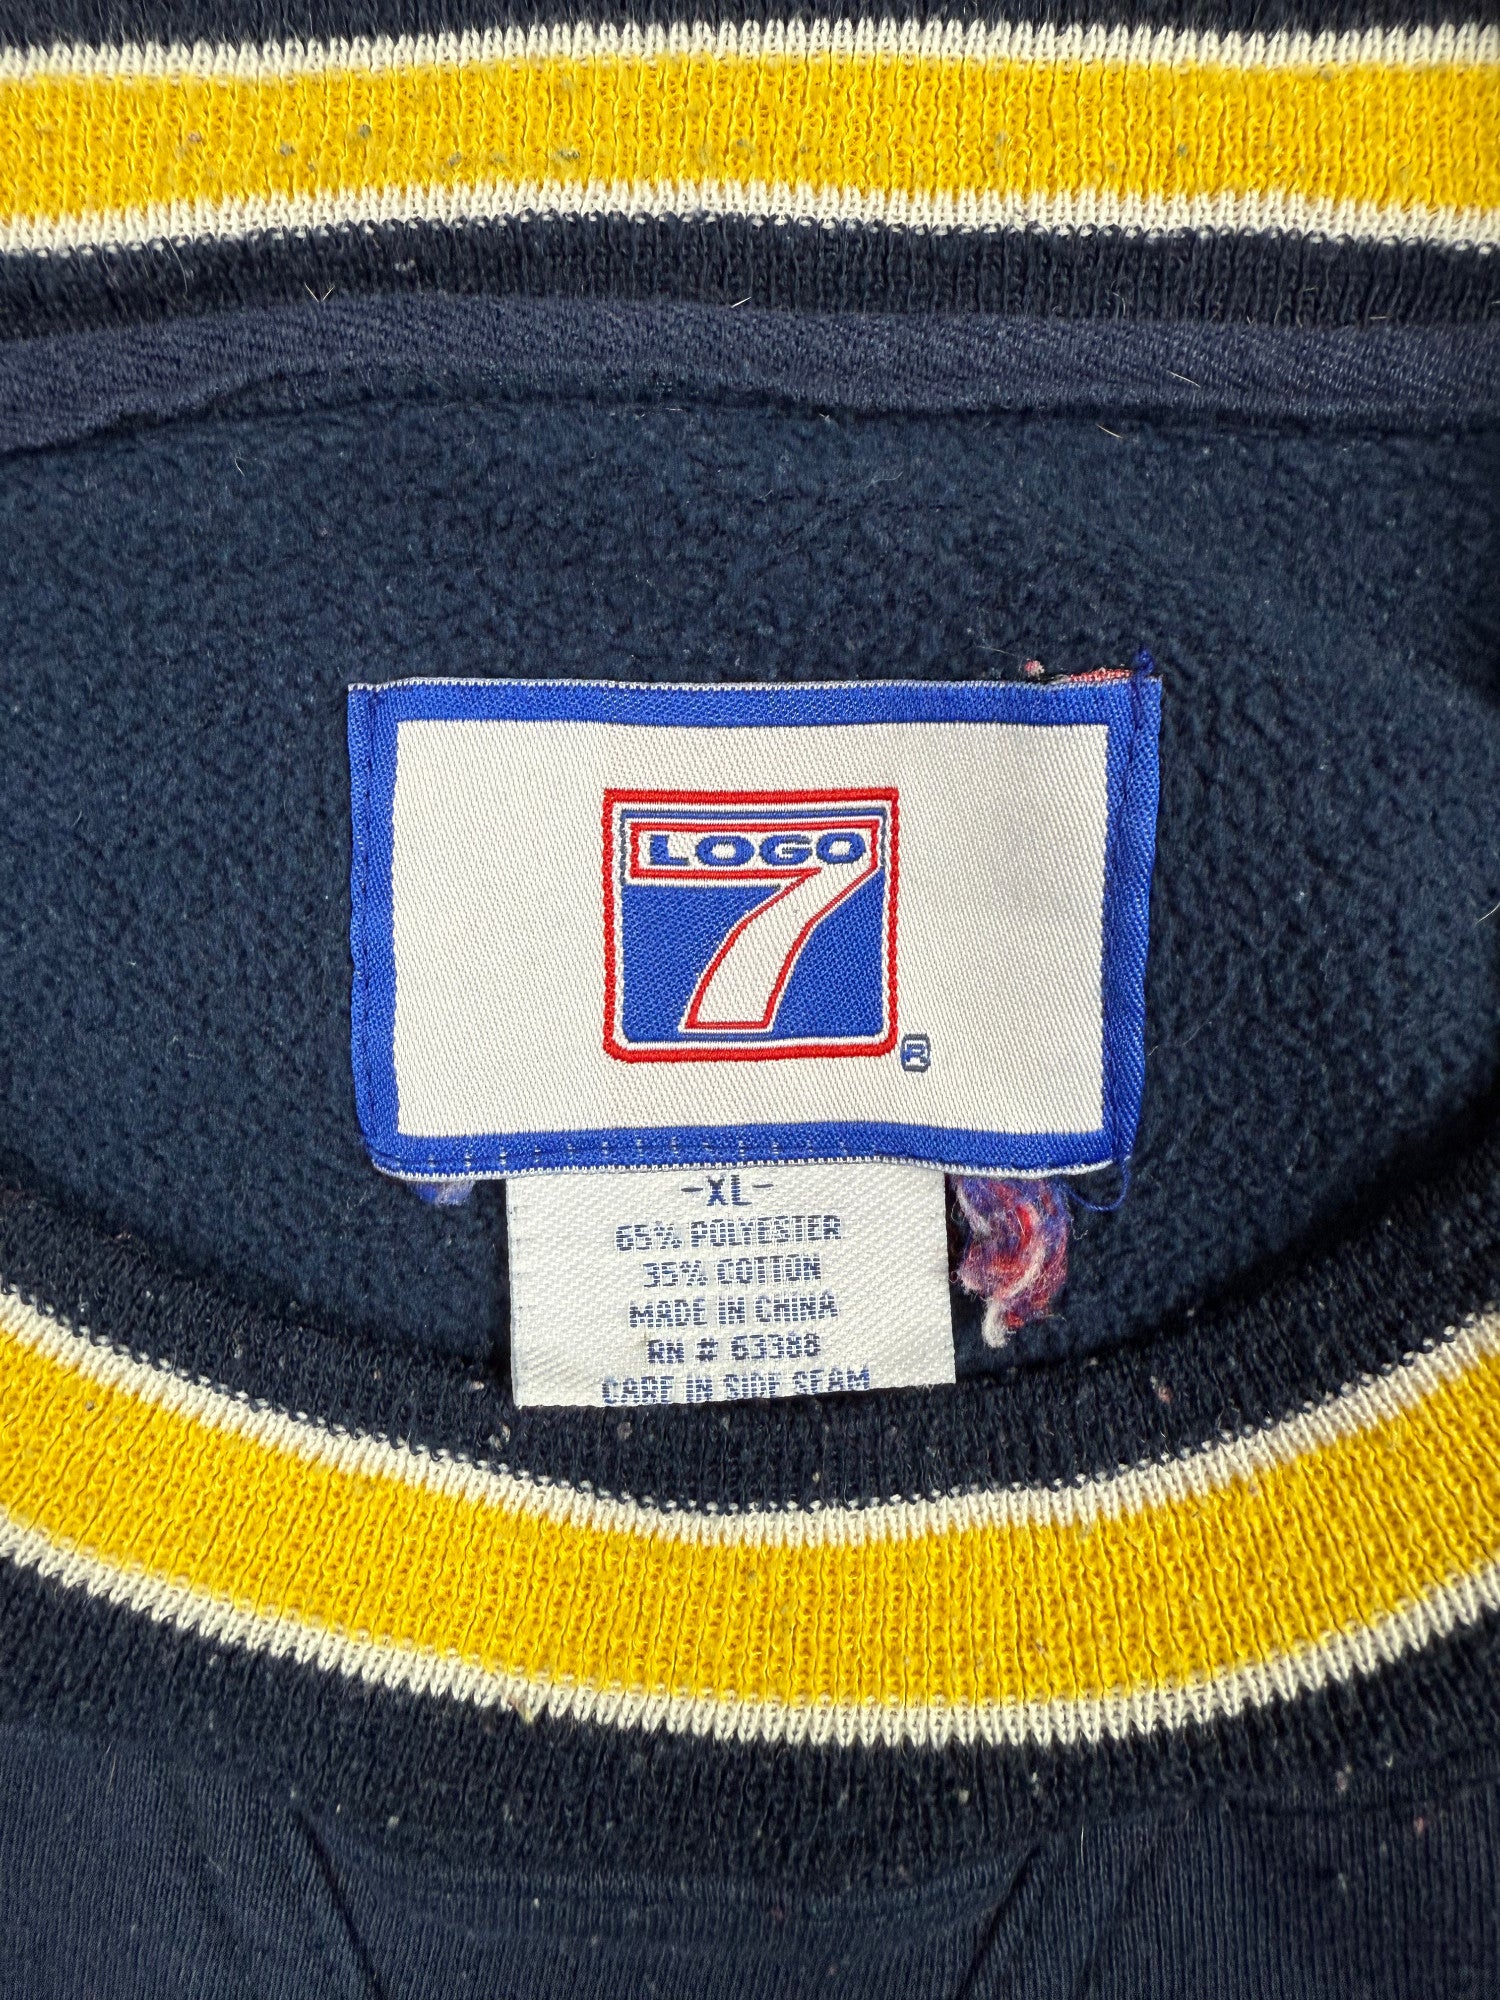 LOGO
7
®
-XL-
65% POLYESTER
35% COTTON
MADE IN CHINA
RN # 63388
CARE IN SIDE SEAM